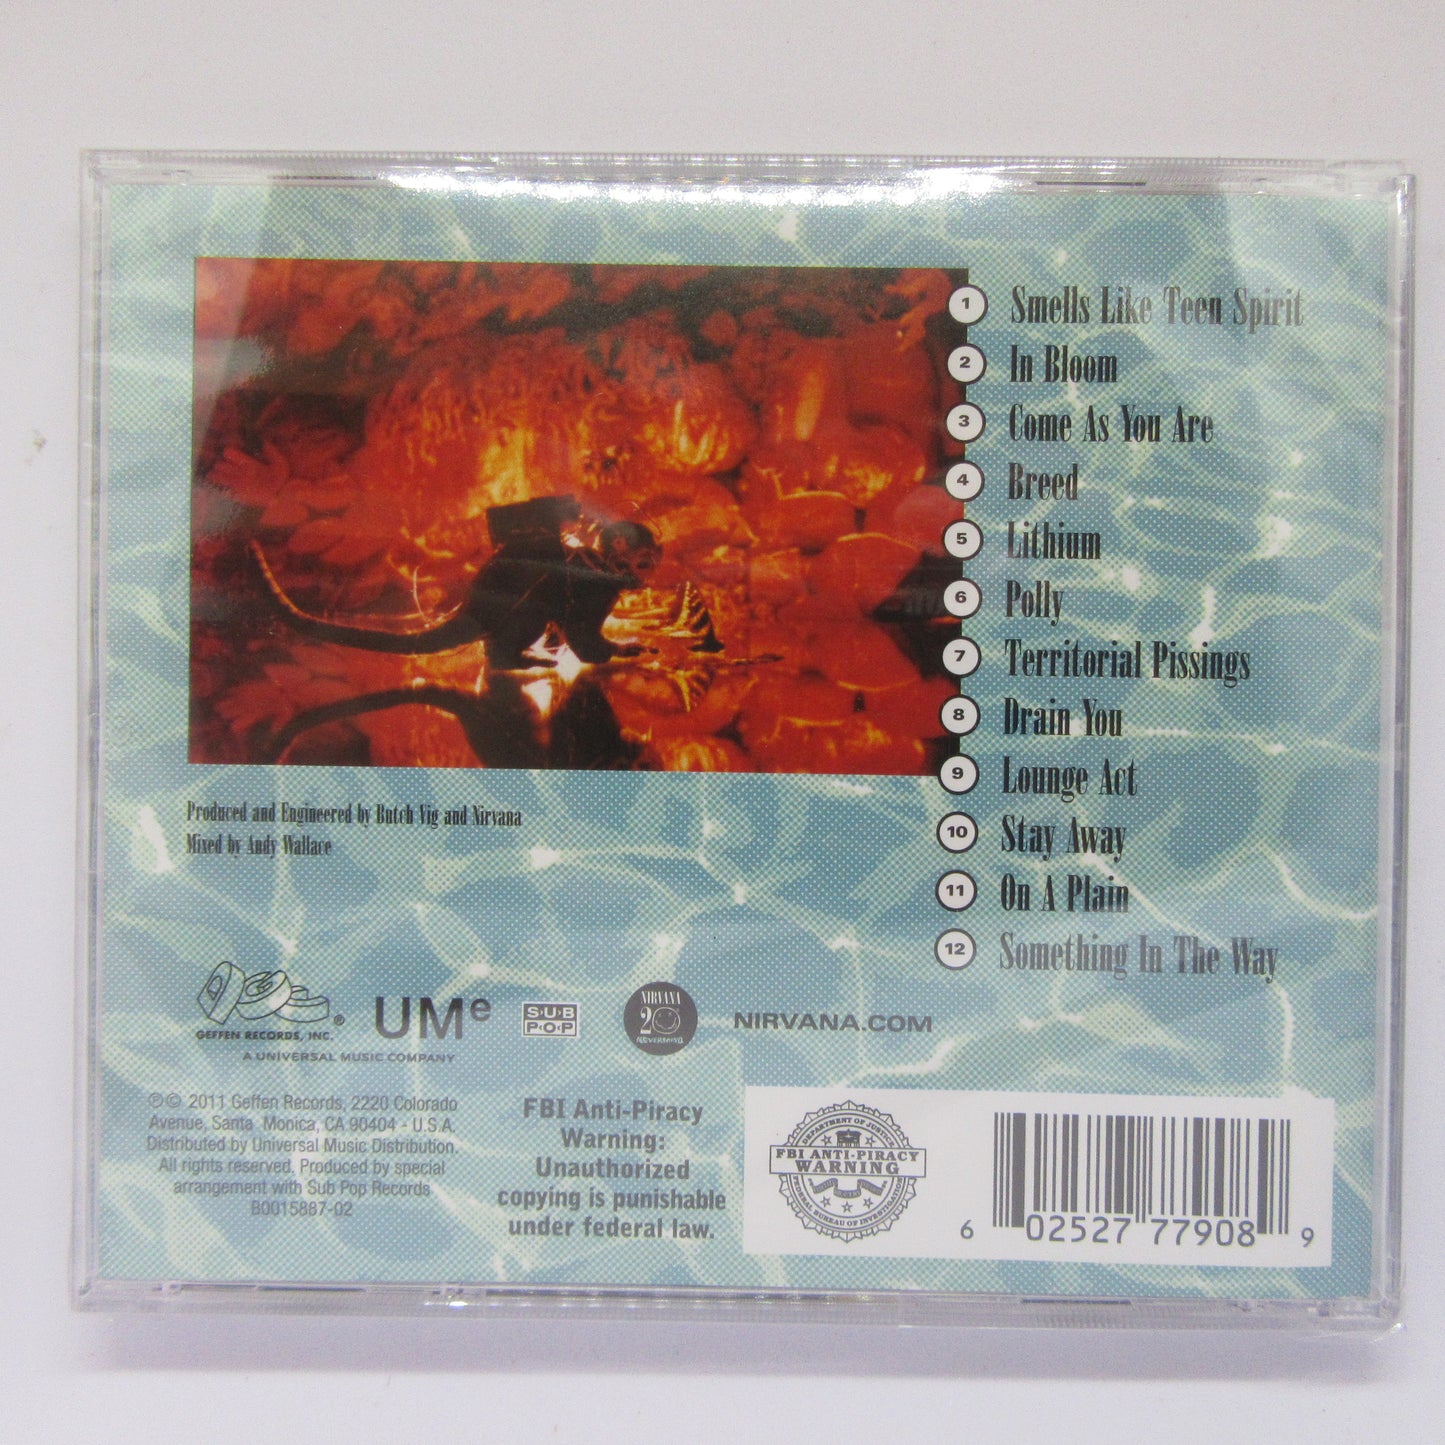 1 Smells Like Teen Spirit
2 In Bloom
3 Come As You Are
4 Breed
5 Lithium
6 Polly
7 Territorial Pissings
8 Drain You
9 Lounge Act
10 Stay Away
11 On A Plain
12 Something In The Way
Produced and Engineered by Butch Vig and Nirvana
Mixed by Andy Wallace
GEFFEN RECORDS, INC.®
A UNIVERSAL MUSIC COMPANY
UMe
SUB
POP
NIRVANA
20
NEVERMIND
NIRVANA.COM
℗© 2011 Geffen Records, 2220 Colorado
Avenue, Santa Monica, CA 90404 - U.S.A.
Distributed by Universal Music Distribution.
All rights reserved. Produced by special
arrangement with Sub Pop Records
B0015887-02
FBI Anti-Piracy
Warning:
Unauthorized
copying is punishable
under federal law.
DEPARTMENT OF JUSTICE
FBI ANTI-PIRACY
WARNING
FEDERAL BUREAU OF INVESTIGATION
6 02527 77908 9